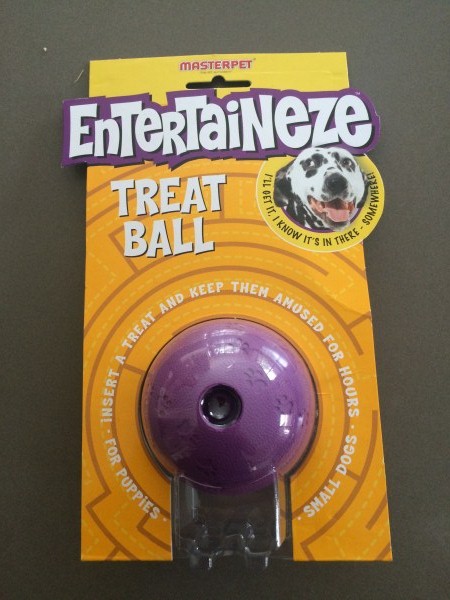 MASTERPET
ENTERTAINEZE
I'LL GET IT, I KNOW IT'S IN THERE - SOMEWHERE!
TREAT
BALL
· FOR PUPPIES · INSERT A TREAT AND KEEP THEM AMUSED FOR HOURS · SMALL DOGS ·